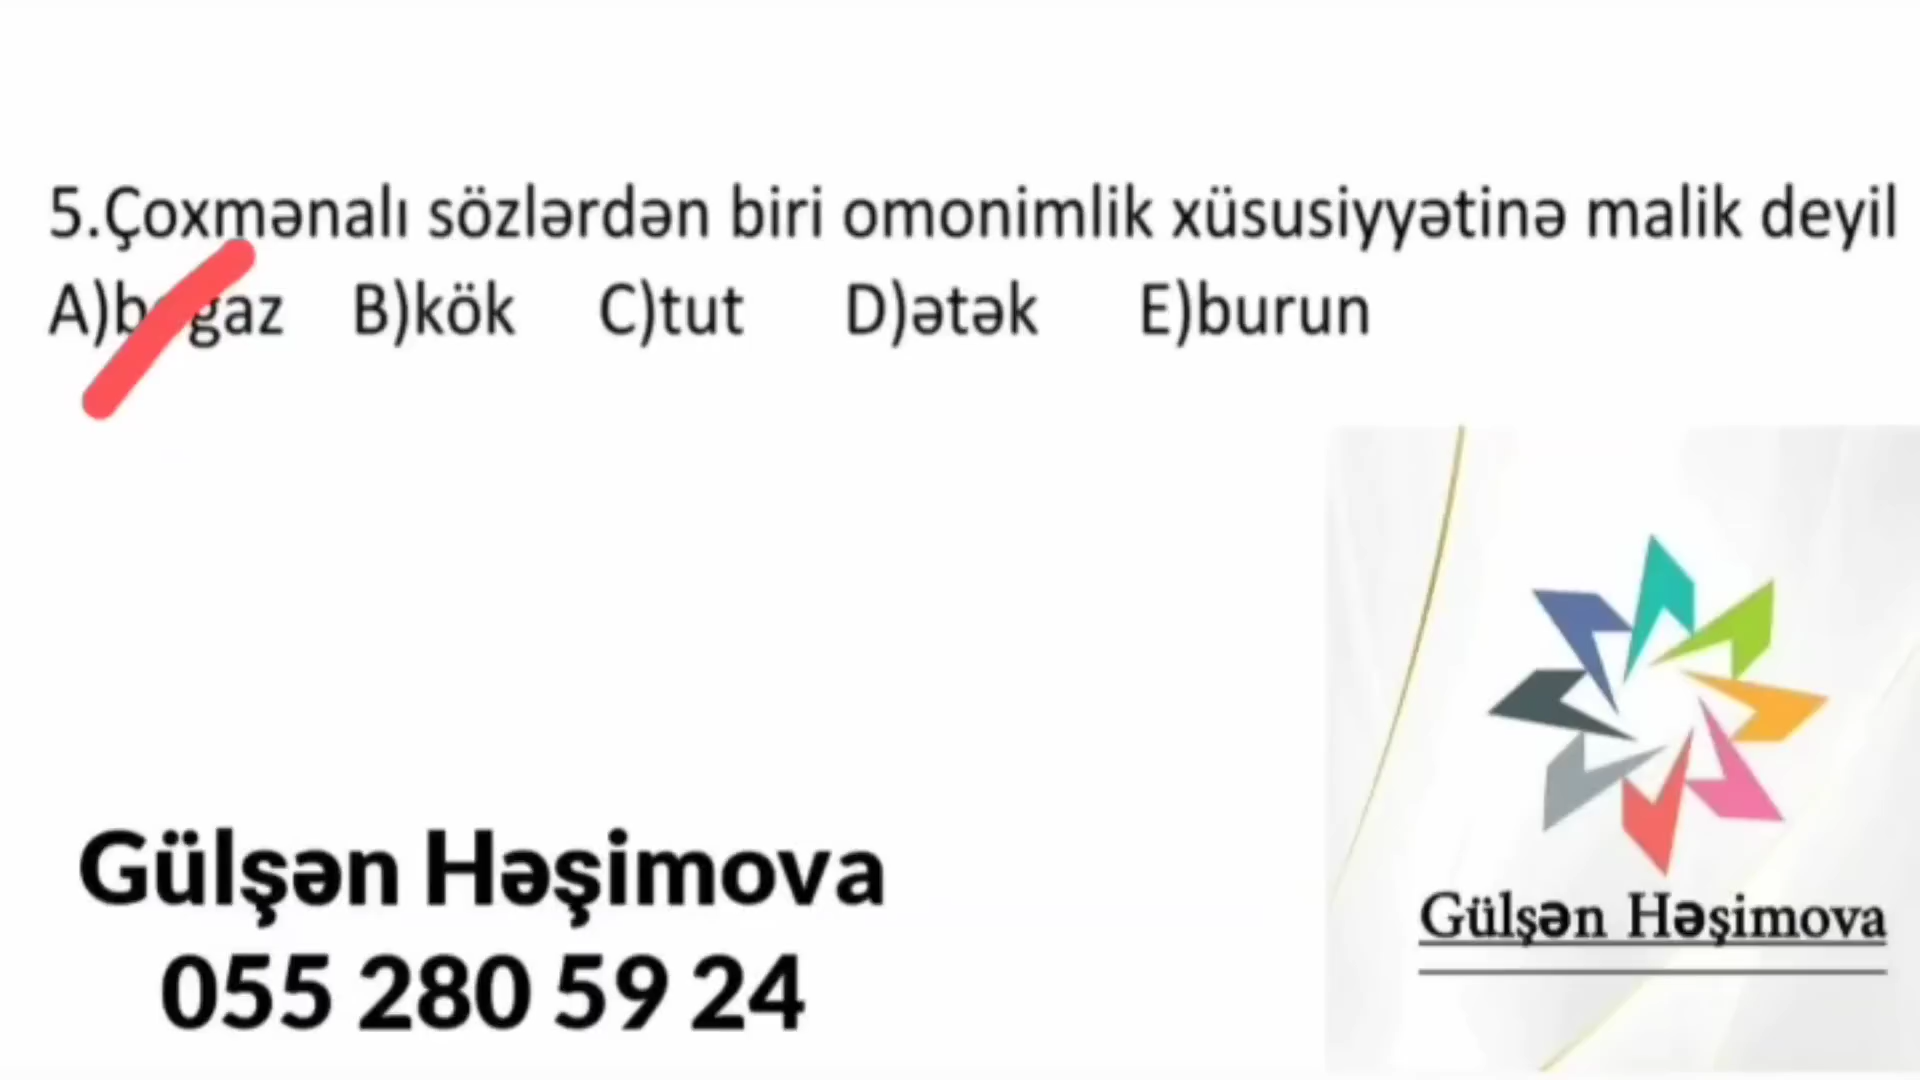 5.Çoxmənalı sözlərdən biri omonimlik xüsusiyyətinə malik deyil
A) B)kök C)tut D)ətək E)burun
Gülşən Həşimova
055 280 59 24
Gülşən Həşimova